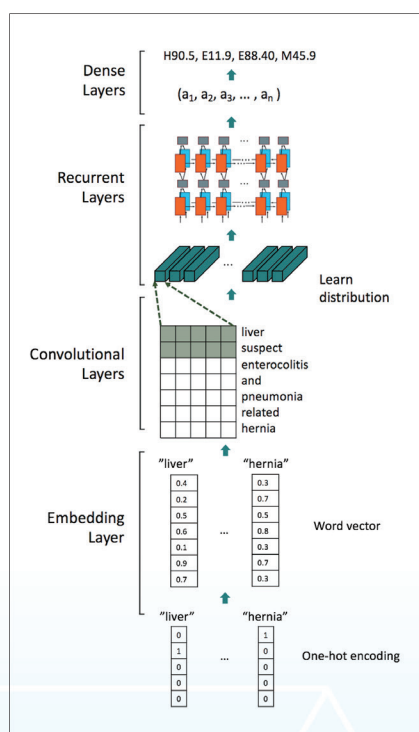 H90.5, E11.9, E88.40, M45.9
Dense
Layers
(a1, a2, a3, ... , an )
...
Recurrent
Layers
...
...
Learn
distribution
Convolutional
Layers
liver
suspect
enterocolitis
and
pneumonia
related
hernia
"liver" "hernia"
0.4 0.3
0.2 0.7
0.5 0.5
0.6 ... 0.8
0.1 0.3
0.9 0.7
0.7 0.3
Embedding
Layer
Word vector
"liver" "hernia"
0 1
1 ... 0
0 0
0 0
0 0
One-hot encoding